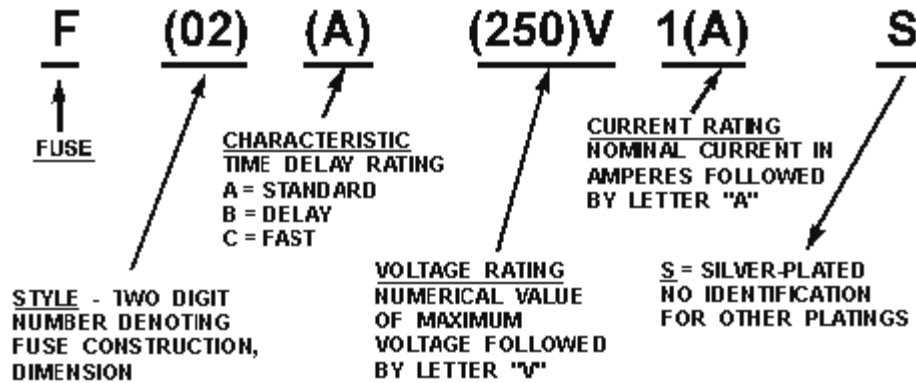 F (02) (A) (250)V 1(A) S
FUSE
CHARACTERISTIC
TIME DELAY RATING
A = STANDARD
B = DELAY
C = FAST
CURRENT RATING
NOMINAL CURRENT IN
AMPERES FOLLOWED
BY LETTER "A"
STYLE - TWO DIGIT
NUMBER DENOTING
FUSE CONSTRUCTION,
DIMENSION
VOLTAGE RATING
NUMERICAL VALUE
OF MAXIMUM
VOLTAGE FOLLOWED
BY LETTER "V"
S = SILVER-PLATED
NO IDENTIFICATION
FOR OTHER PLATINGS